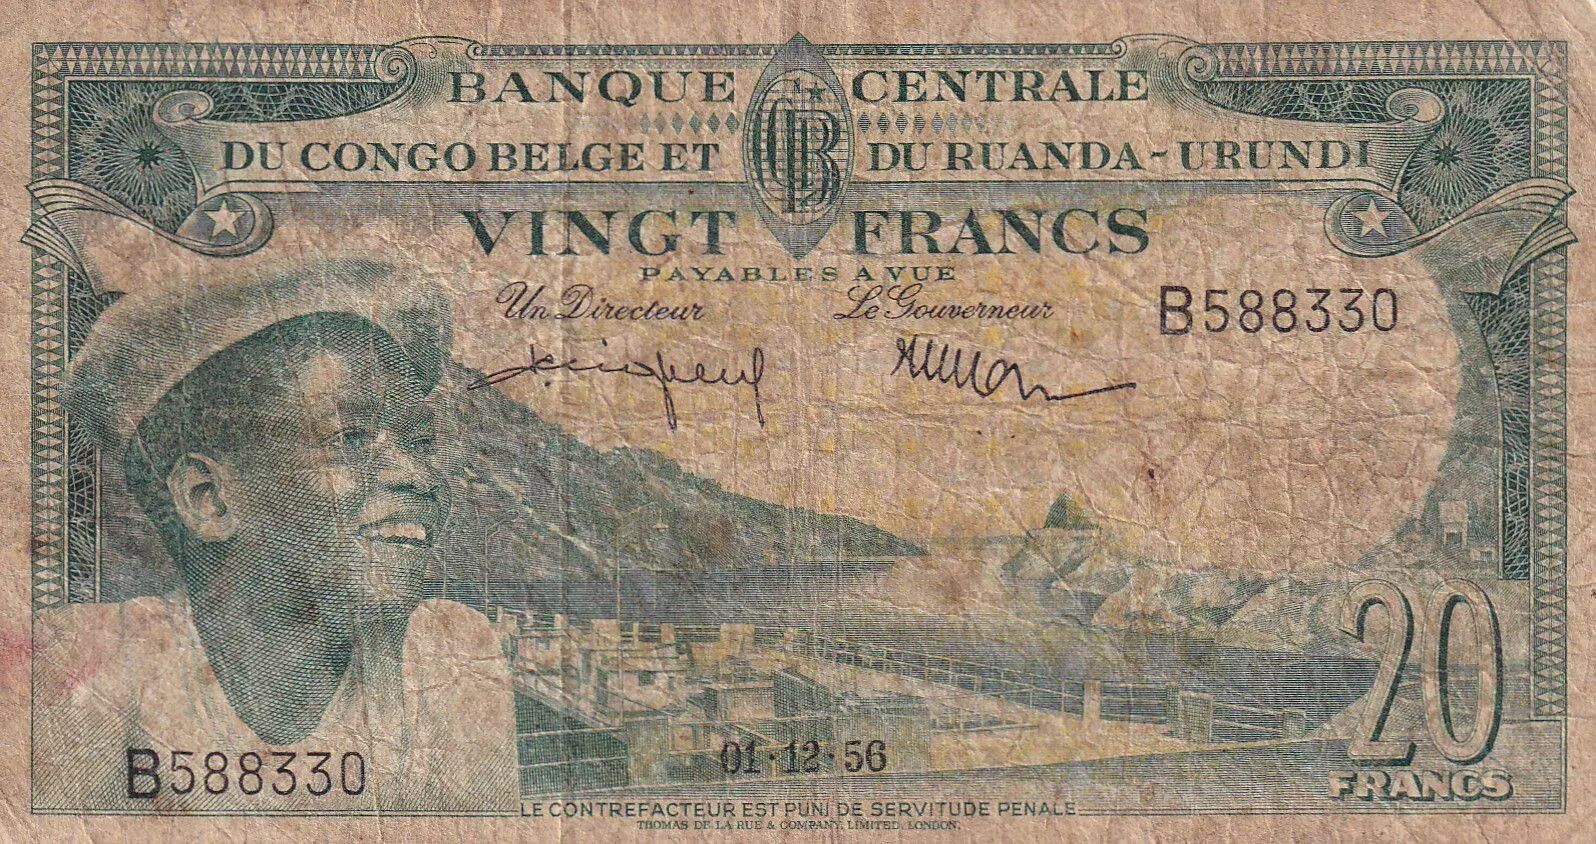 BANQUE CENTRALE
DU CONGO BELGE ET DU RUANDA-URUNDI
VINGT FRANCS
PAYABLES A VUE
Un Directeur Le Gouverneur
B588330
20
FRANCS
B588330
01·12·56
LE CONTREFACTEUR EST PUNI DE SERVITUDE PENALE
THOMAS DE LA RUE & COMPANY, LIMITED, LONDON.